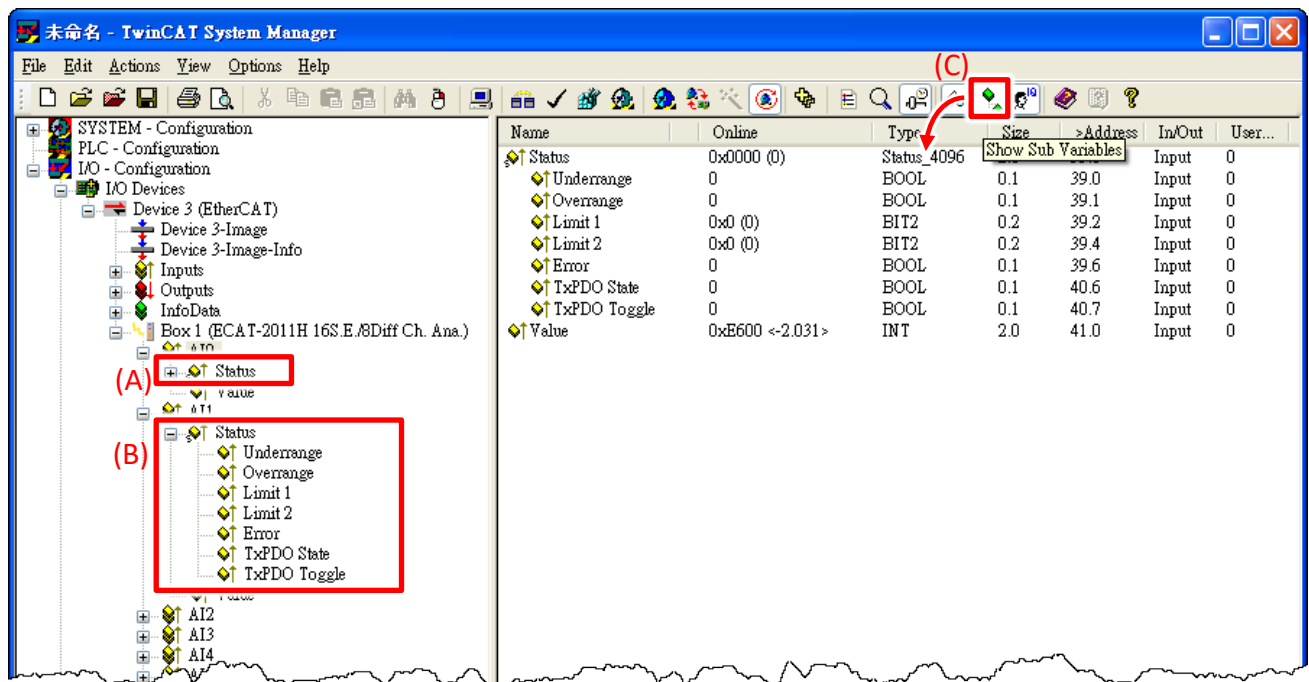 未命名 - TwinCAT System Manager
File Edit Actions View Options Help
(C)
SYSTEM - Configuration
PLC - Configuration
I/O - Configuration
I/O Devices
Device 3 (EtherCAT)
Device 3-Image
Device 3-Image-Info
Inputs
Outputs
InfoData
Box 1 (ECAT-2011H 16S.E./8Diff Ch. Ana.)
AI0
(A)
Status
Value
AI1
(B)
Status
Underrange
Overrange
Limit 1
Limit 2
Error
TxPDO State
TxPDO Toggle
Value
AI2
AI3
AI4
Name Online Type Size >Address In/Out User...
Show Sub Variables
Status 0x0000 (0) Status_4096 Input 0
Underrange 0 BOOL 0.1 39.0 Input 0
Overrange 0 BOOL 0.1 39.1 Input 0
Limit 1 0x0 (0) BIT2 0.2 39.2 Input 0
Limit 2 0x0 (0) BIT2 0.2 39.4 Input 0
Error 0 BOOL 0.1 39.6 Input 0
TxPDO State 0 BOOL 0.1 40.6 Input 0
TxPDO Toggle 0 BOOL 0.1 40.7 Input 0
Value 0xE600 <-2.031> INT 2.0 41.0 Input 0